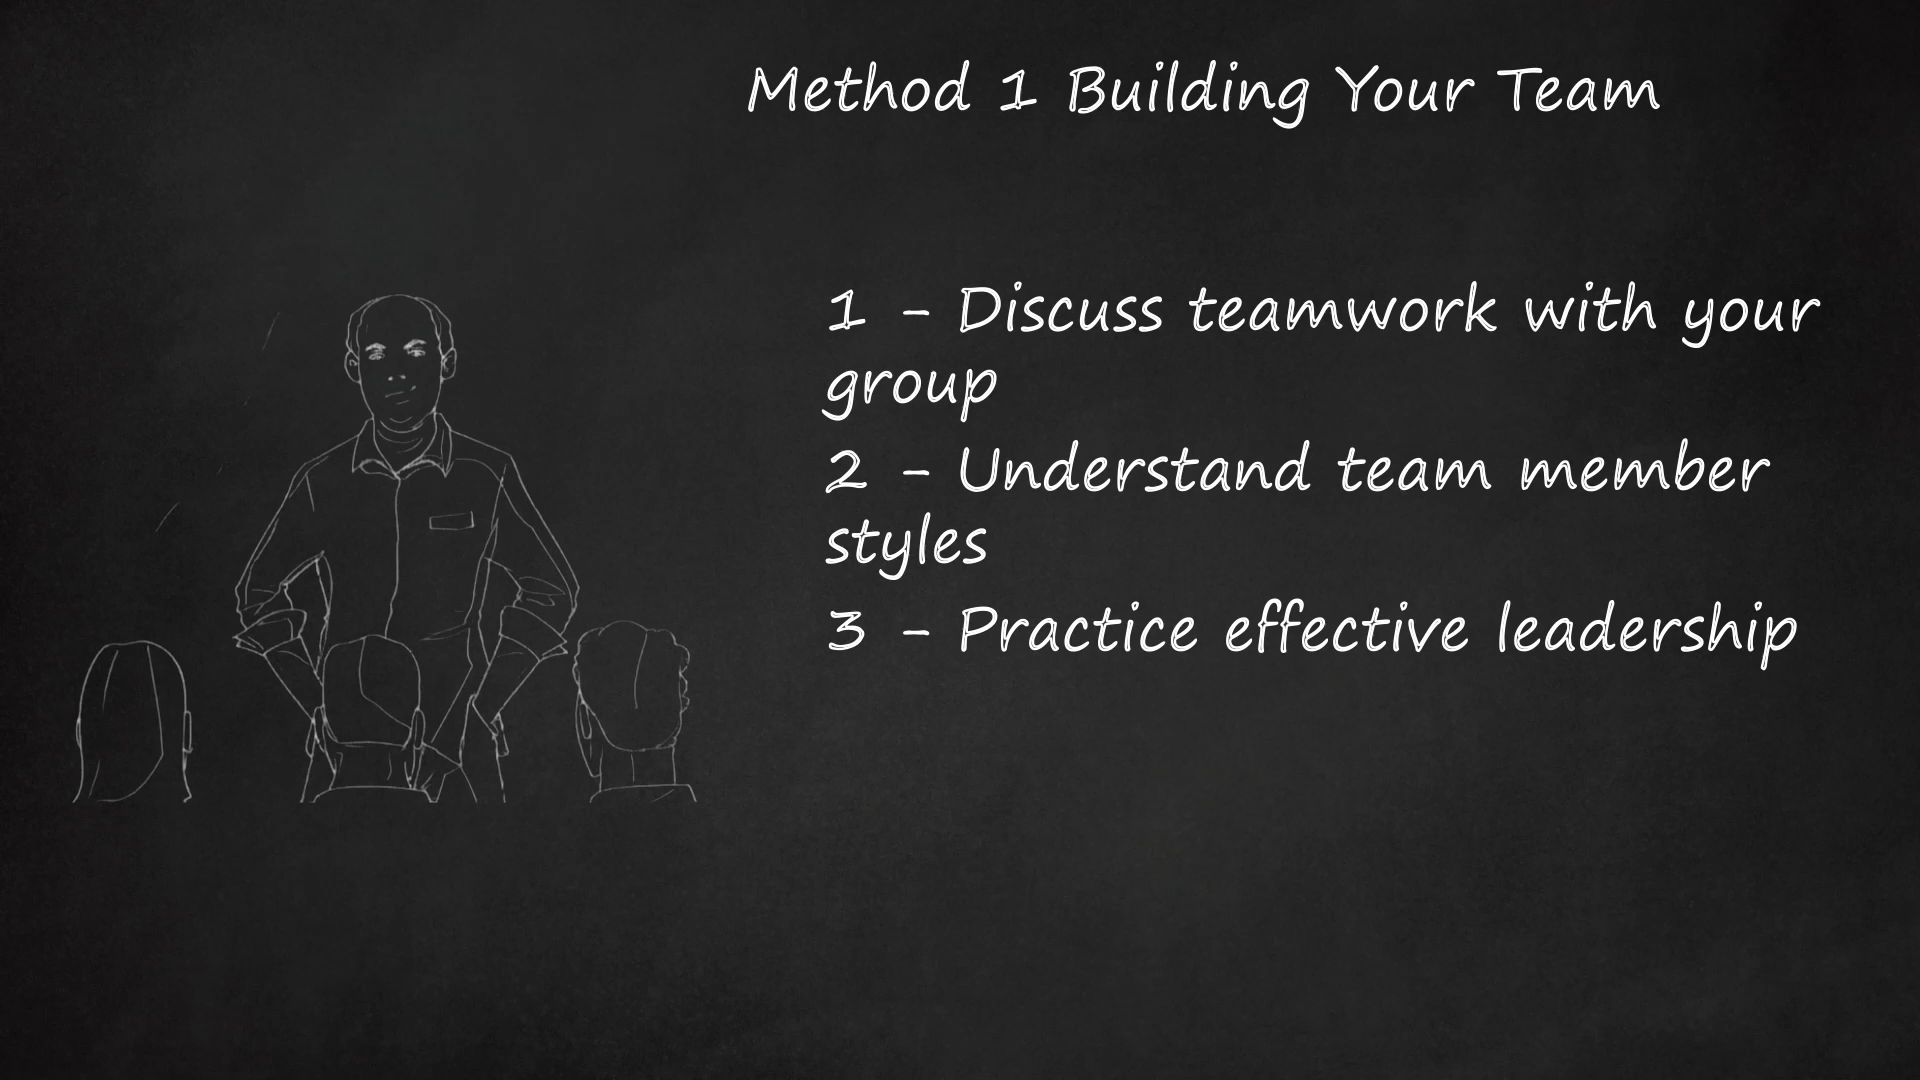 Method 1 Building Your Team
1 - Discuss teamwork with your
group
2 - Understand team member
styles
3 - Practice effective leadership